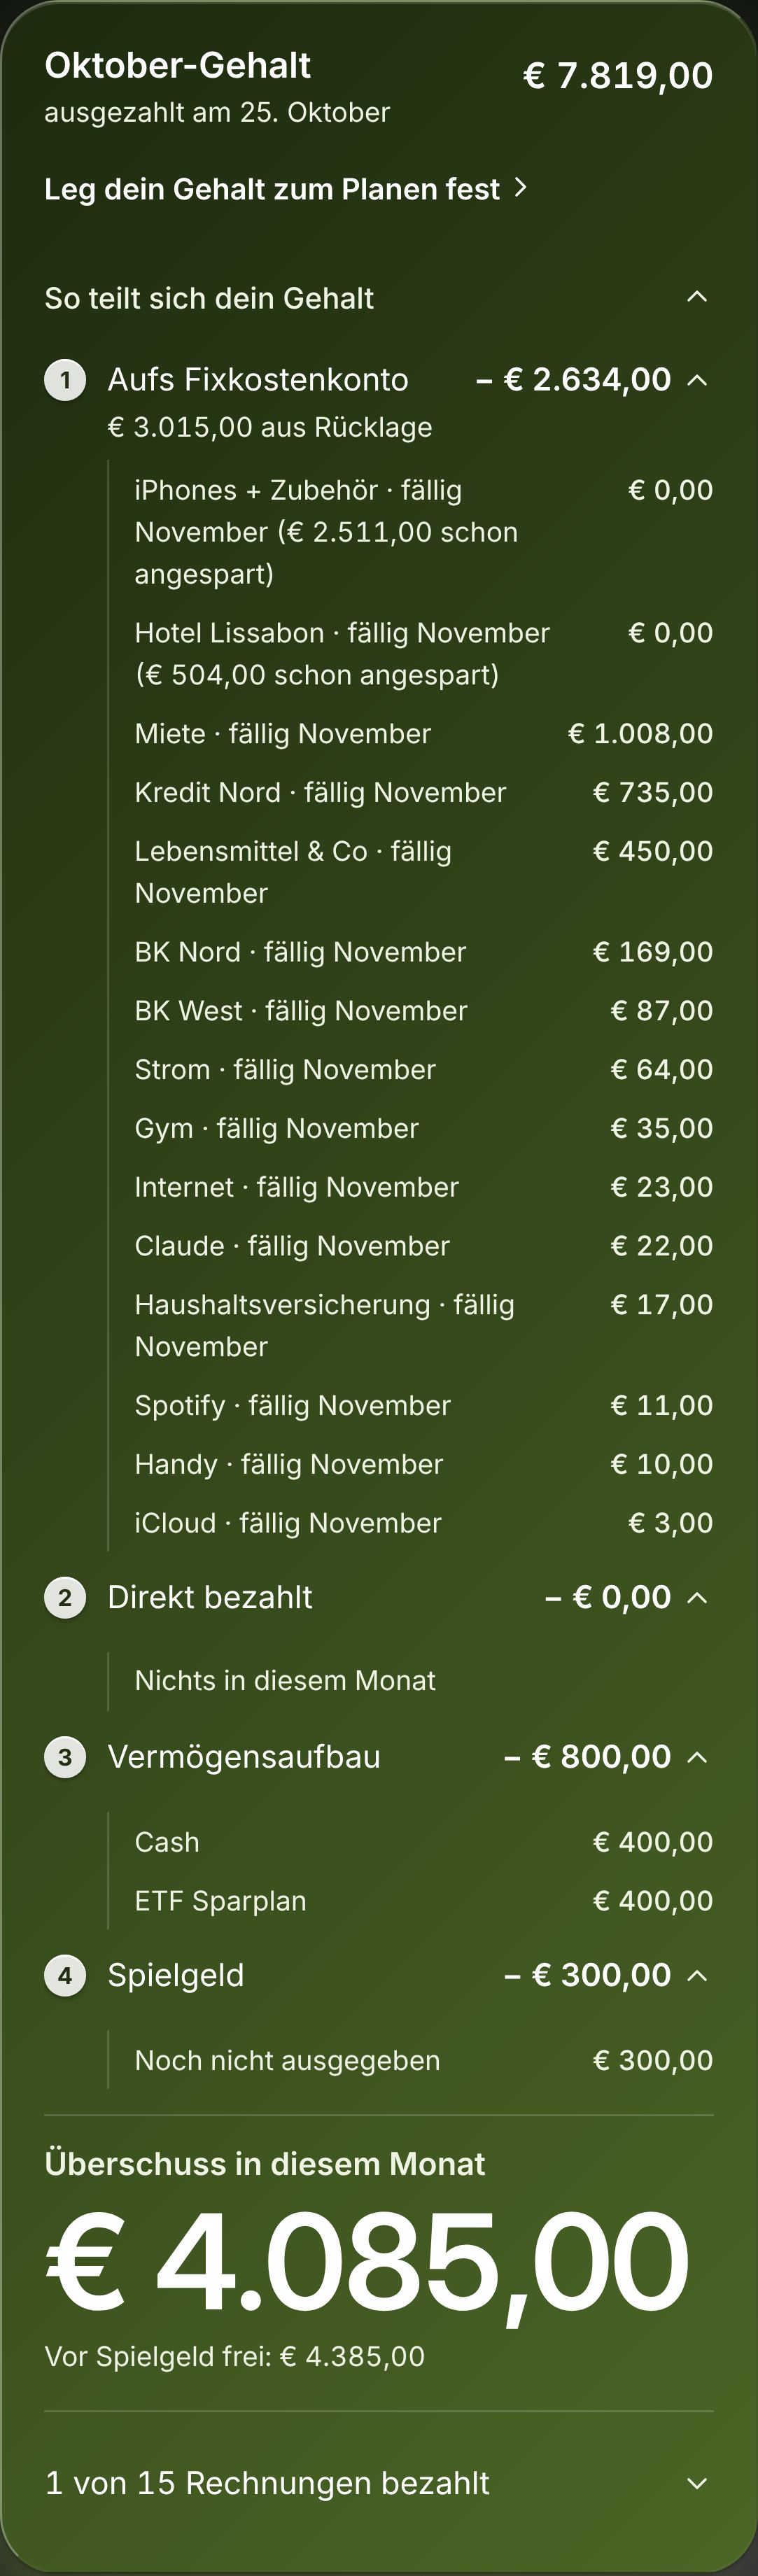 Oktober-Gehalt
€ 7.819,00
ausgezahlt am 25. Oktober
Leg dein Gehalt zum Planen fest >
So teilt sich dein Gehalt
1 Aufs Fixkostenkonto – € 2.634,00
€ 3.015,00 aus Rücklage
iPhones + Zubehör · fällig € 0,00
November (€ 2.511,00 schon
angespart)
Hotel Lissabon · fällig November € 0,00
(€ 504,00 schon angespart)
Miete · fällig November € 1.008,00
Kredit Nord · fällig November € 735,00
Lebensmittel & Co · fällig € 450,00
November
BK Nord · fällig November € 169,00
BK West · fällig November € 87,00
Strom · fällig November € 64,00
Gym · fällig November € 35,00
Internet · fällig November € 23,00
Claude · fällig November € 22,00
Haushaltsversicherung · fällig € 17,00
November
Spotify · fällig November € 11,00
Handy · fällig November € 10,00
iCloud · fällig November € 3,00
2 Direkt bezahlt – € 0,00
Nichts in diesem Monat
3 Vermögensaufbau – € 800,00
Cash € 400,00
ETF Sparplan € 400,00
4 Spielgeld – € 300,00
Noch nicht ausgegeben € 300,00
Überschuss in diesem Monat
€ 4.085,00
Vor Spielgeld frei: € 4.385,00
1 von 15 Rechnungen bezahlt